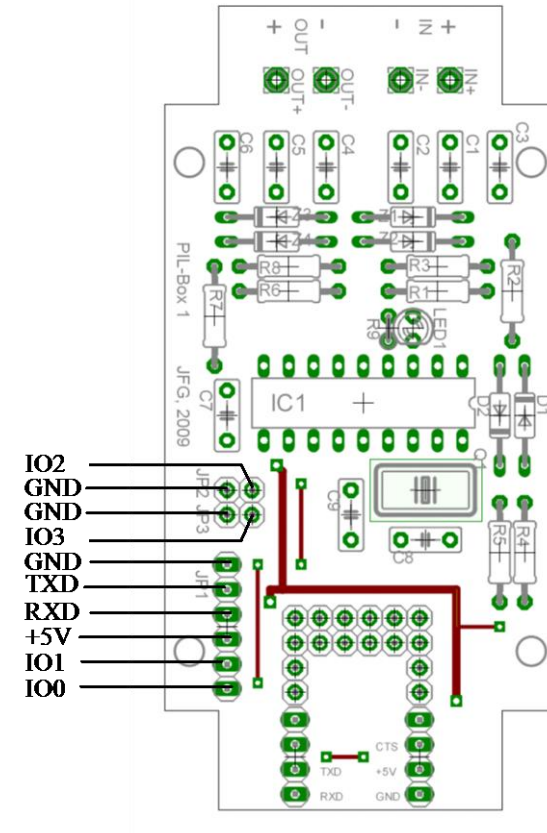 + OUT - - IN +
OUT+ OUT- IN- IN+
C6 C5 C4 C2 C1 C3
Z3 Z1
Z4 Z2
R8 R3
R6 R1
R7 R2
PIL-Box 1
R9 LED1
JFG, 2009
IC1
C7 D2 D1
IO2
GND
GND
IO3
JP2 JP3
Q1
C9
C8
R5 R4
GND
TXD
RXD
+5V
IO1
IO0
JP1
CTS
TXD +5V
RXD GND